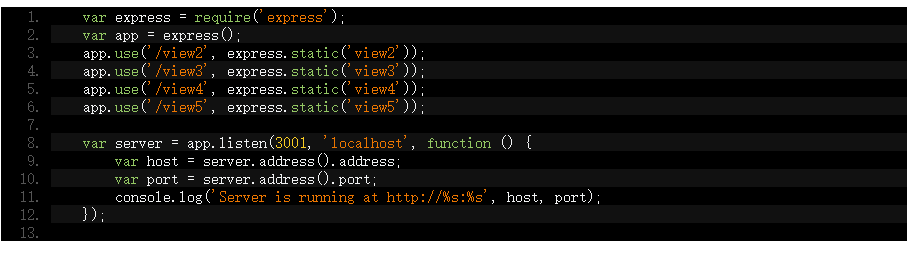 1. var express = require('express');
2. var app = express();
3. app.use('/view2', express.static('view2'));
4. app.use('/view3', express.static('view3'));
5. app.use('/view4', express.static('view4'));
6. app.use('/view5', express.static('view5'));
7.
8. var server = app.listen(3001, 'localhost', function () {
9. var host = server.address().address;
10. var port = server.address().port;
11. console.log('Server is running at http://%s:%s', host, port);
12. });
13.